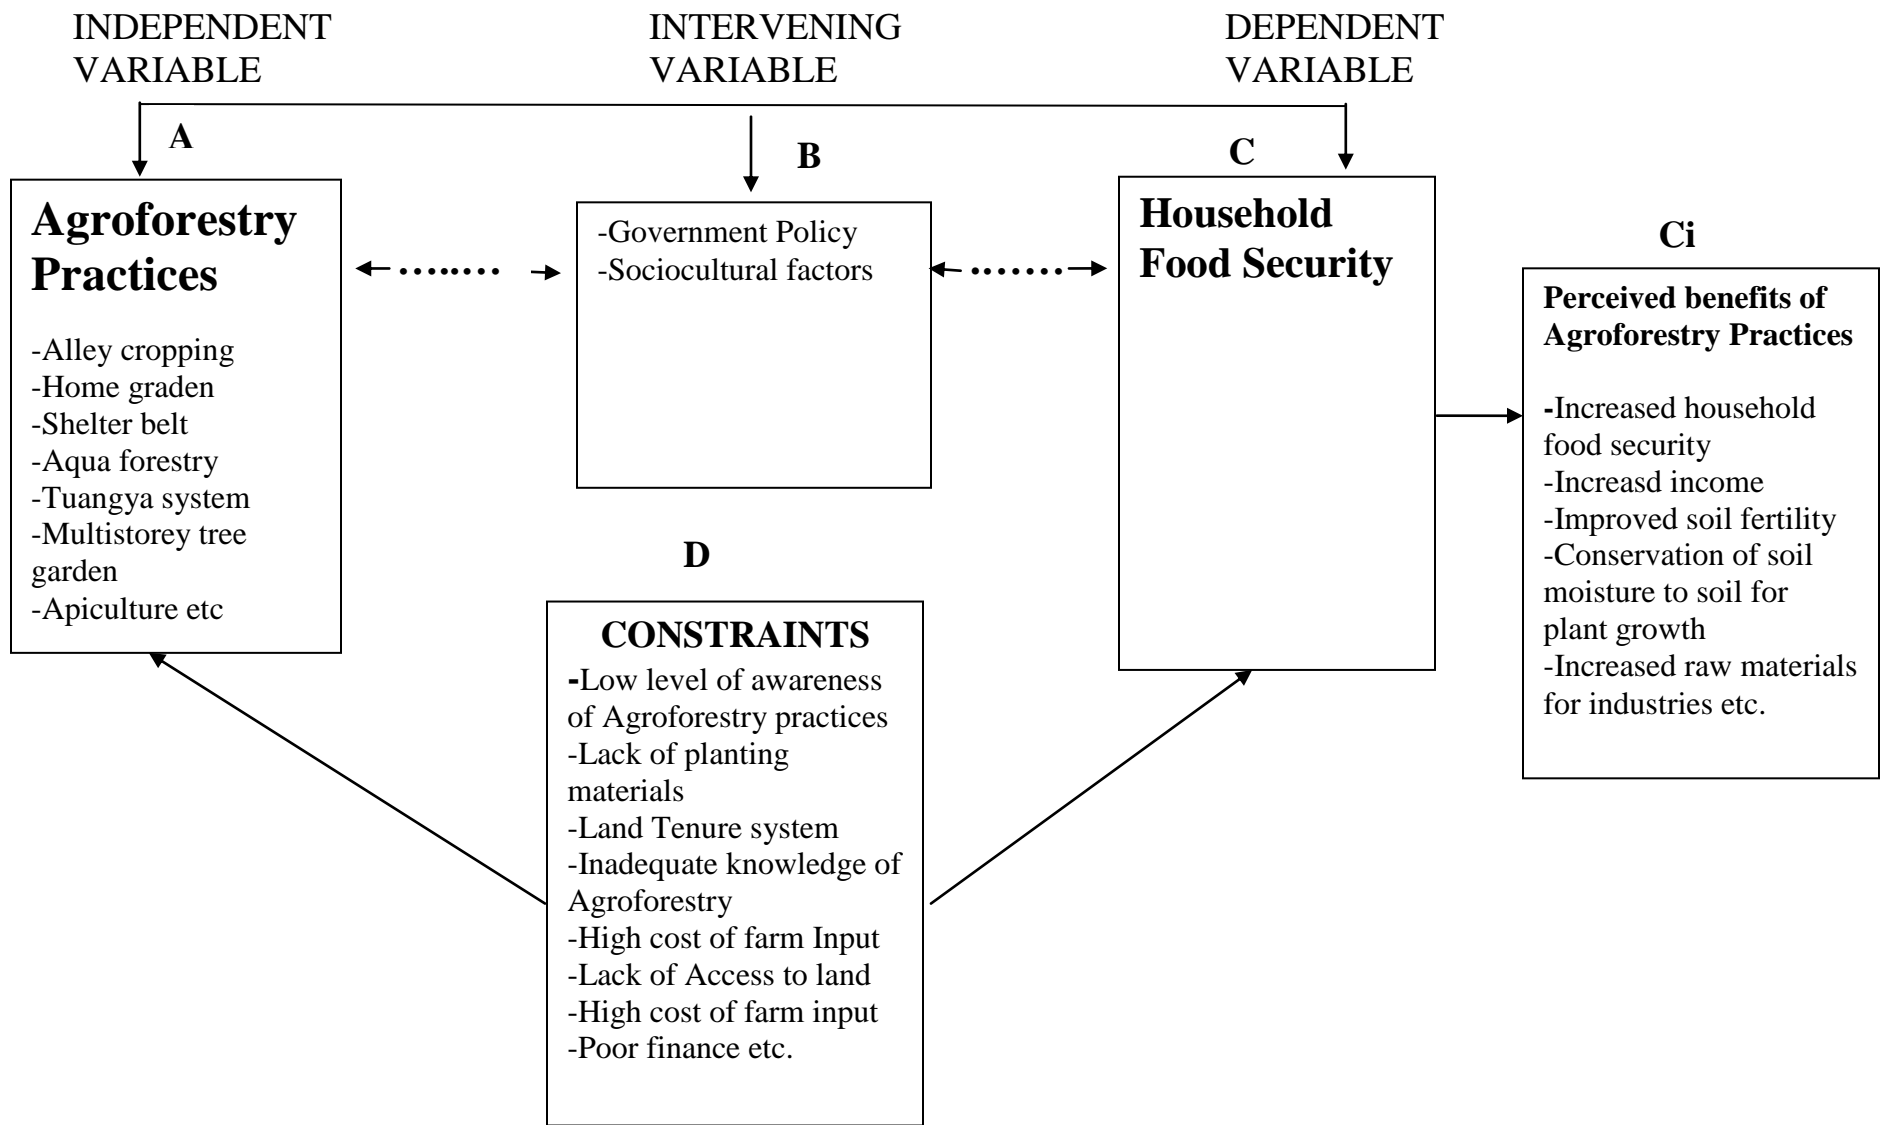 INDEPENDENT
VARIABLE
INTERVENING
VARIABLE
DEPENDENT
VARIABLE
A
Agroforestry
Practices
-Alley cropping
-Home graden
-Shelter belt
-Aqua forestry
-Tuangya system
-Multistorey tree
garden
-Apiculture etc
B
-Government Policy
-Sociocultural factors
C
Household
Food Security
Ci
Perceived benefits of
Agroforestry Practices
-Increased household
food security
-Increasd income
-Improved soil fertility
-Conservation of soil
moisture to soil for
plant growth
-Increased raw materials
for industries etc.
D
CONSTRAINTS
-Low level of awareness
of Agroforestry practices
-Lack of planting
materials
-Land Tenure system
-Inadequate knowledge of
Agroforestry
-High cost of farm Input
-Lack of Access to land
-High cost of farm input
-Poor finance etc.